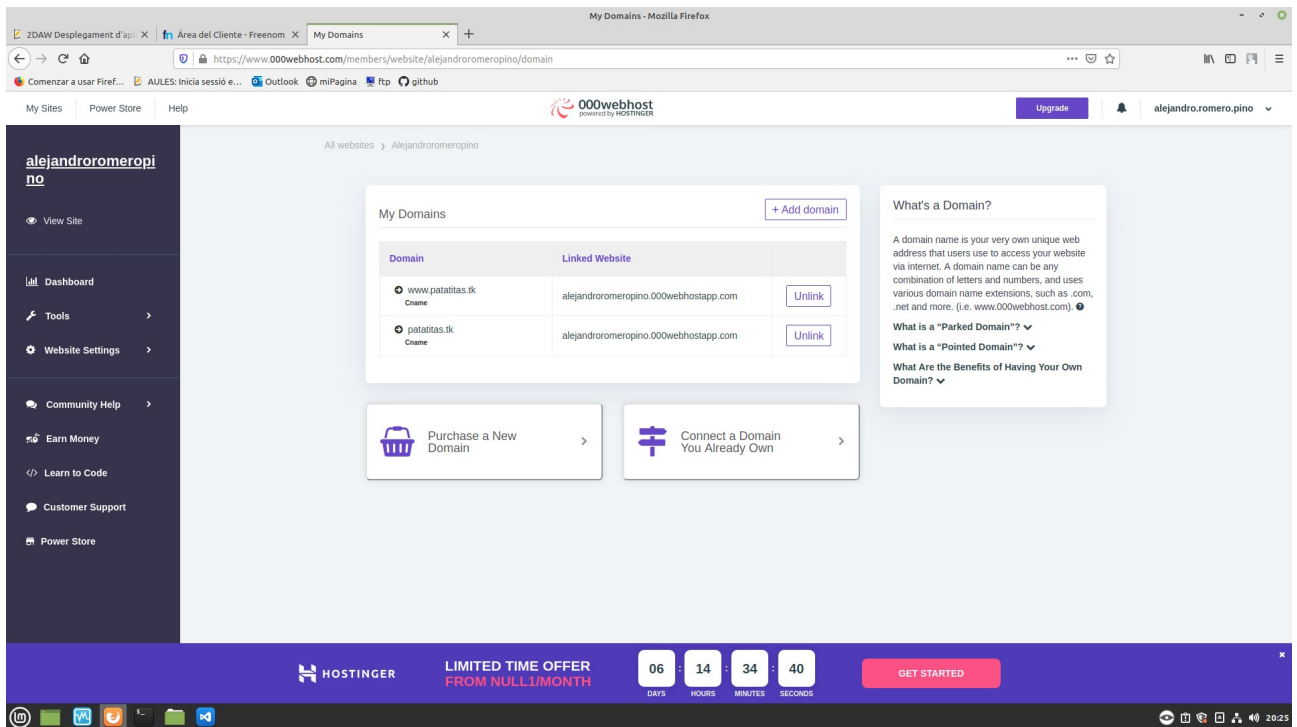 My Domains - Mozilla Firefox
2DAW Desplegament d'apl
Área del Cliente - Freenom
My Domains
https://www.000webhost.com/members/website/alejandroromeropino/domain
Comenzar a usar Firef...
AULES: Inicia sessió e...
Outlook
miPagina
ftp
github
My Sites
Power Store
Help
000webhost
powered by HOSTINGER
Upgrade
alejandro.romero.pino
alejandroromeropi
no
View Site
Dashboard
Tools
Website Settings
Community Help
Earn Money
Learn to Code
Customer Support
Power Store
All websites > Alejandroromeropino
My Domains
+ Add domain
Domain
Linked Website
www.patatitas.tk
Cname
alejandroromeropino.000webhostapp.com
Unlink
patatitas.tk
Cname
alejandroromeropino.000webhostapp.com
Unlink
Purchase a New
Domain
Connect a Domain
You Already Own
What's a Domain?
A domain name is your very own unique web
address that users use to access your website
via internet. A domain name can be any
combination of letters and numbers, and uses
various domain name extensions, such as .com,
.net and more. (i.e. www.000webhost.com).
What is a “Parked Domain”?
What is a “Pointed Domain”?
What Are the Benefits of Having Your Own
Domain?
HOSTINGER
LIMITED TIME OFFER
FROM NULL1/MONTH
06 : 14 : 34 : 40
DAYS HOURS MINUTES SECONDS
GET STARTED
20:25